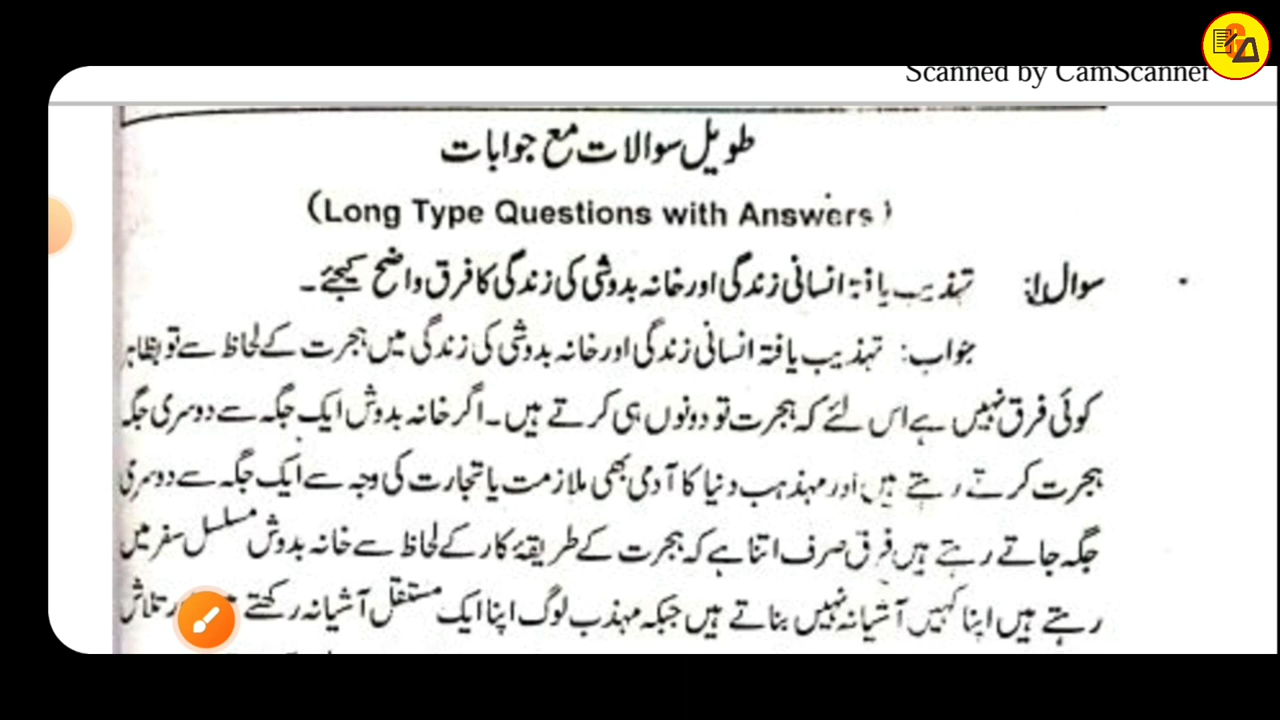 Scanned by CamScanner
طویل سوالات مع جوابات
(Long Type Questions with Answers)
سوال1: تہذیب یافتہ انسانی زندگی اور خانہ بدوشی کی زندگی کا فرق واضح کیجئے۔
جواب: تہذیب یافتہ انسانی زندگی اور خانہ بدوشی کی زندگی میں ہجرت کے لحاظ سے تو بظاہر
کوئی فرق نہیں ہے اس لئے کہ ہجرت تو دونوں ہی کرتے ہیں۔ اگر خانہ بدوش ایک جگہ سے دوسری جگہ
ہجرت کرتے رہتے ہیں اور مہذب دنیا کا آدمی بھی ملازمت یا تجارت کی وجہ سے ایک جگہ سے دوسری
جگہ جاتے رہتے ہیں فرق صرف اتنا ہے کہ ہجرت کے طریقۂ کار کے لحاظ سے خانہ بدوش مسلسل سفر میں
رہتے ہیں اپنا کہیں آشیانہ نہیں بناتے ہیں جبکہ مہذب لوگ اپنا ایک مستقل آشیانہ رکھتے تلاش